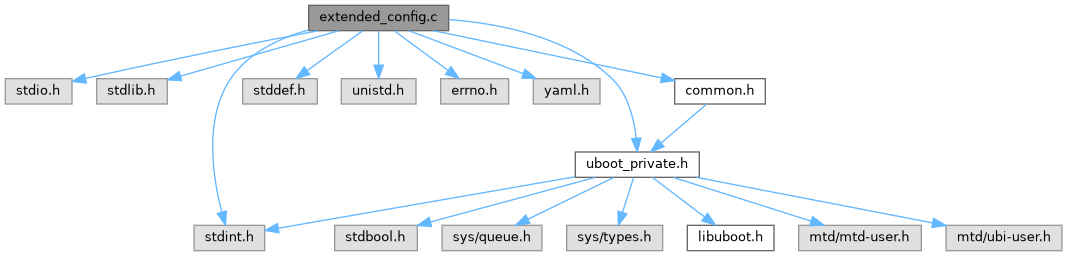 extended_config.c
stdio.h
stdlib.h
stddef.h
unistd.h
errno.h
yaml.h
common.h
uboot_private.h
stdint.h
stdbool.h
sys/queue.h
sys/types.h
libuboot.h
mtd/mtd-user.h
mtd/ubi-user.h